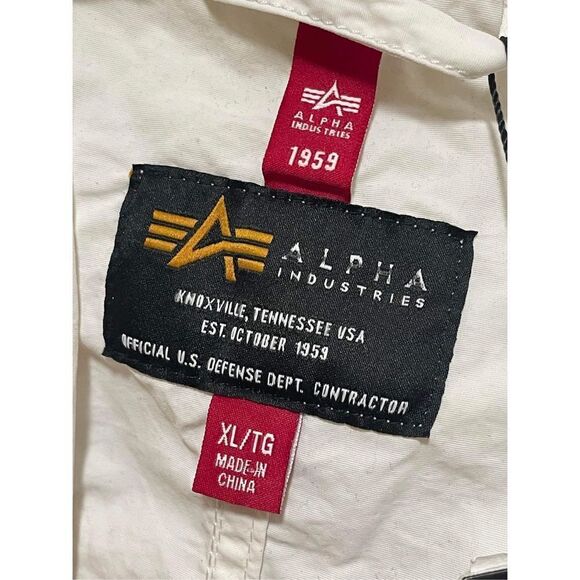 ALPHA
INDUSTRIES
1959
ALPHA
INDUSTRIES
KNOXVILLE, TENNESSEE USA
EST. OCTOBER 1959
OFFICIAL U.S. DEFENSE DEPT. CONTRACTOR
XL/TG
MADE IN
CHINA